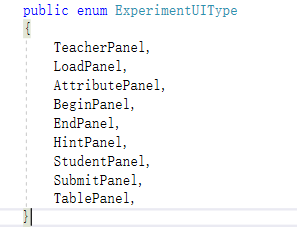 public enum ExperimentUIType
{
TeacherPanel,
LoadPanel,
AttributePanel,
BeginPanel,
EndPanel,
HintPanel,
StudentPanel,
SubmitPanel,
TablePanel,
}